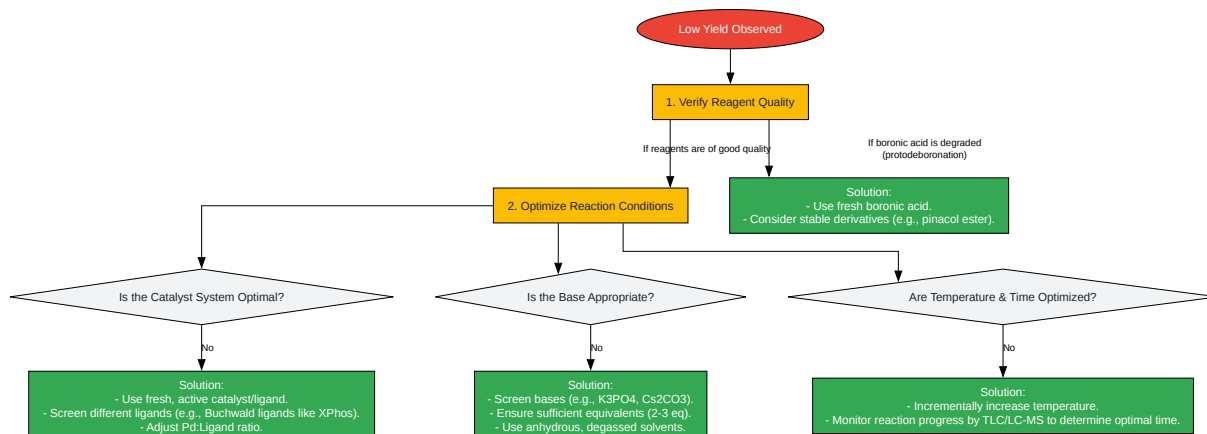 Low Yield Observed
1. Verify Reagent Quality
If reagents are of good quality
If boronic acid is degraded
(protodeboronation)
Solution:
- Use fresh boronic acid.
- Consider stable derivatives (e.g., pinacol ester).
2. Optimize Reaction Conditions
Is the Catalyst System Optimal?
Is the Base Appropriate?
Are Temperature & Time Optimized?
No
No
No
Solution:
- Use fresh, active catalyst/ligand.
- Screen different ligands (e.g., Buchwald ligands like XPhos).
- Adjust Pd:Ligand ratio.
Solution:
- Screen bases (e.g., K3PO4, Cs2CO3).
- Ensure sufficient equivalents (2-3 eq).
- Use anhydrous, degassed solvents.
Solution:
- Incrementally increase temperature.
- Monitor reaction progress by TLC/LC-MS to determine optimal time.